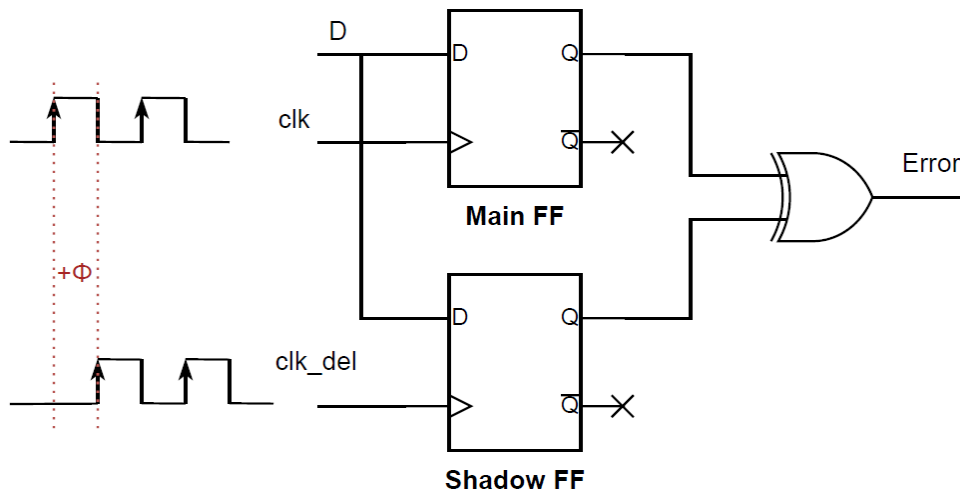 D
D
Q
clk
Q
Main FF
Error
+Φ
D
Q
clk_del
Q
Shadow FF